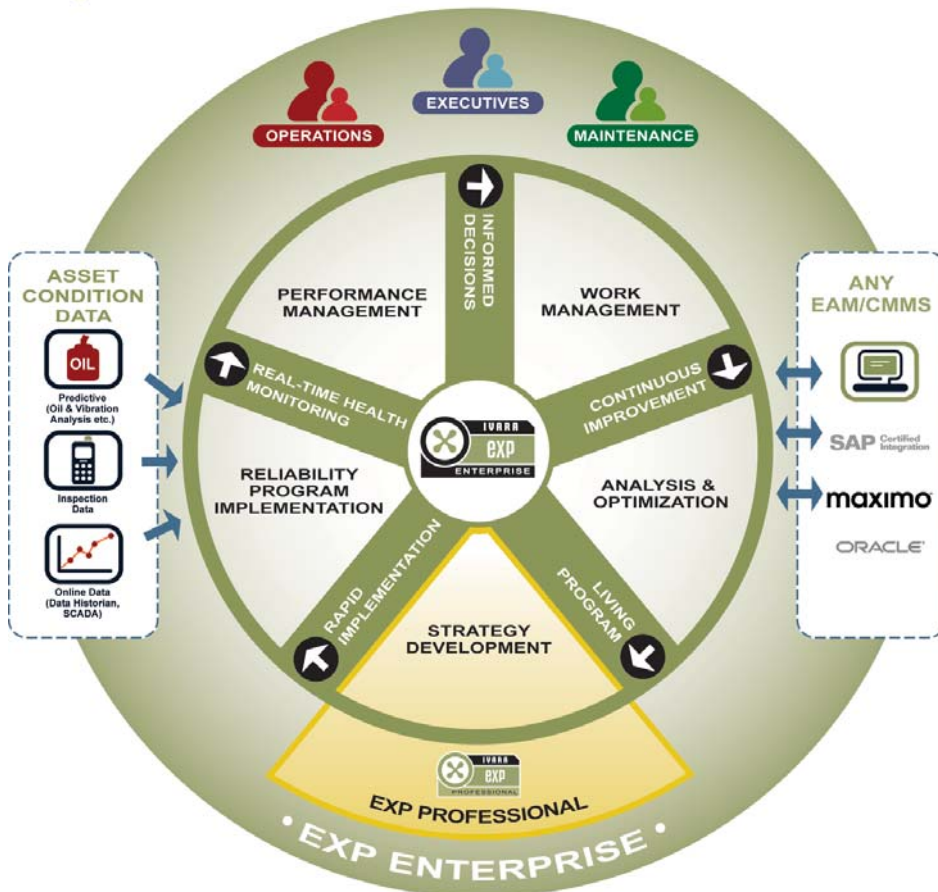 EXECUTIVES
OPERATIONS
MAINTENANCE
INFORMED
DECISIONS
PERFORMANCE
MANAGEMENT
WORK
MANAGEMENT
ASSET
CONDITION
DATA
OIL
Predictive
(Oil & Vibration
Analysis etc.)
Inspection
Data
Online Data
(Data Historian,
SCADA)
REAL-TIME HEALTH
MONITORING
CONTINUOUS
IMPROVEMENT
ANY
EAM/CMMS
SAP Certified
Integration
maximo
ORACLE
IVARA
exp
ENTERPRISE
RELIABILITY
PROGRAM
IMPLEMENTATION
ANALYSIS &
OPTIMIZATION
RAPID
IMPLEMENTATION
LIVING
PROGRAM
STRATEGY
DEVELOPMENT
IVARA
exp
PROFESSIONAL
EXP PROFESSIONAL
• EXP ENTERPRISE •